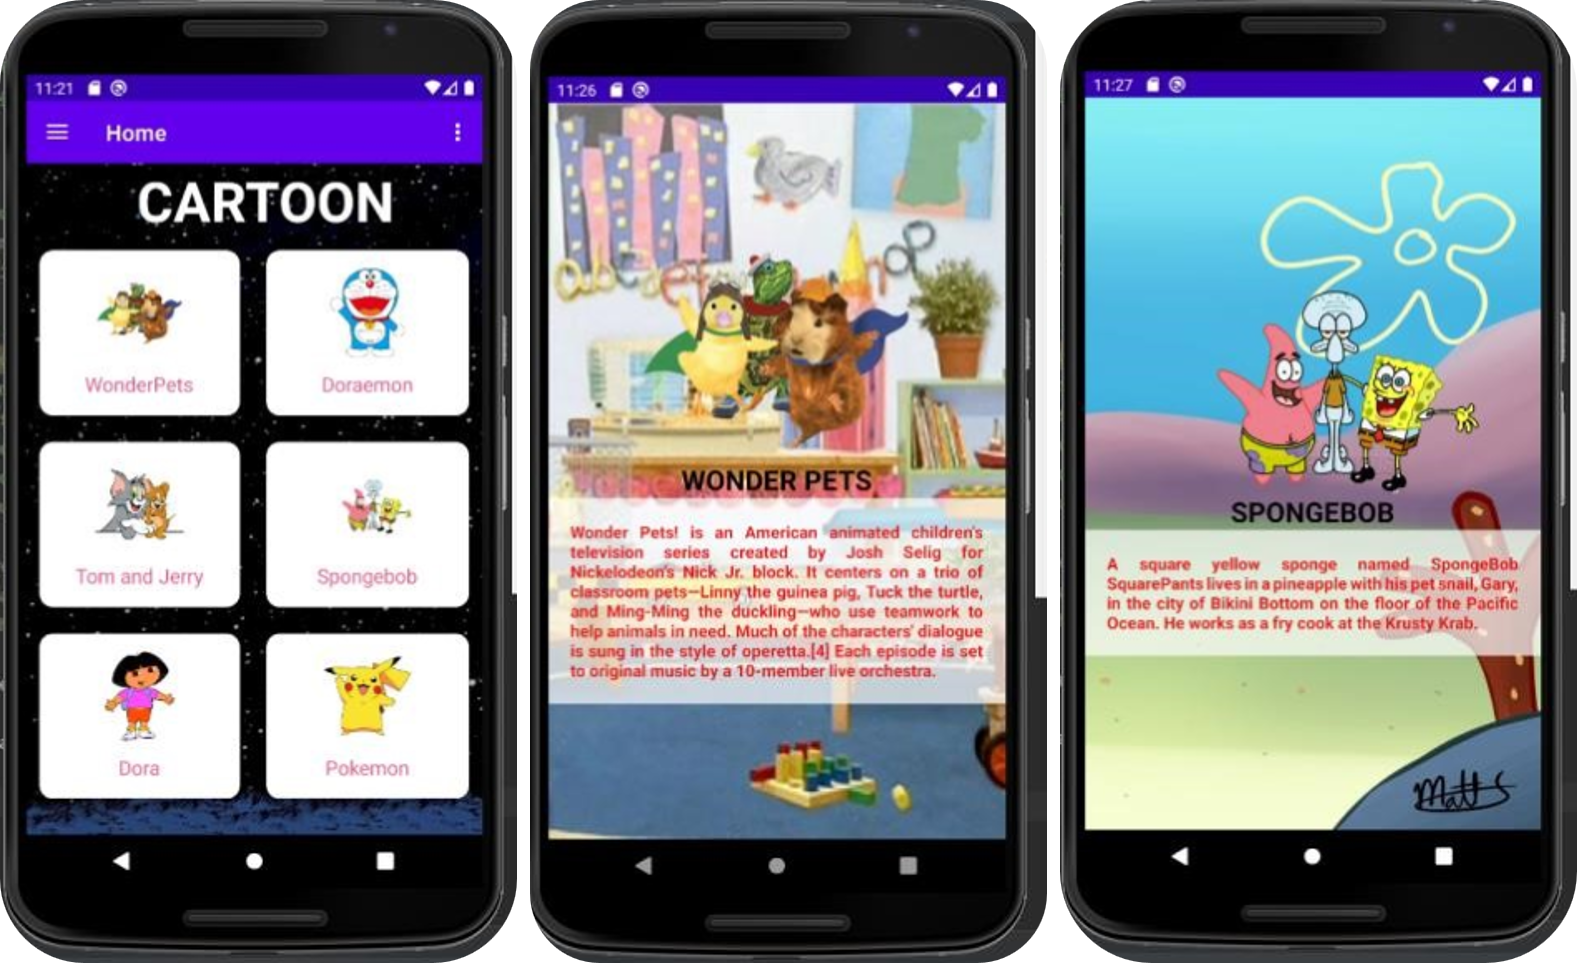 11:21
Home
CARTOON
WonderPets
Doraemon
Tom and Jerry
Spongebob
Dora
Pokemon
11:26
WONDER PETS
Wonder Pets! is an American animated children's
television series created by Josh Selig for
Nickelodeon's Nick Jr. block. It centers on a trio of
classroom pets—Linny the guinea pig, Tuck the turtle,
and Ming-Ming the duckling—who use teamwork to
help animals in need. Much of the characters' dialogue
is sung in the style of operetta.[4] Each episode is set
to original music by a 10-member live orchestra.
11:27
SPONGEBOB
A square yellow sponge named SpongeBob
SquarePants lives in a pineapple with his pet snail, Gary,
in the city of Bikini Bottom on the floor of the Pacific
Ocean. He works as a fry cook at the Krusty Krab.